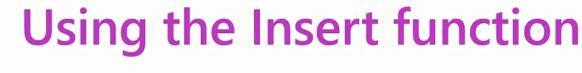 Using the Insert function